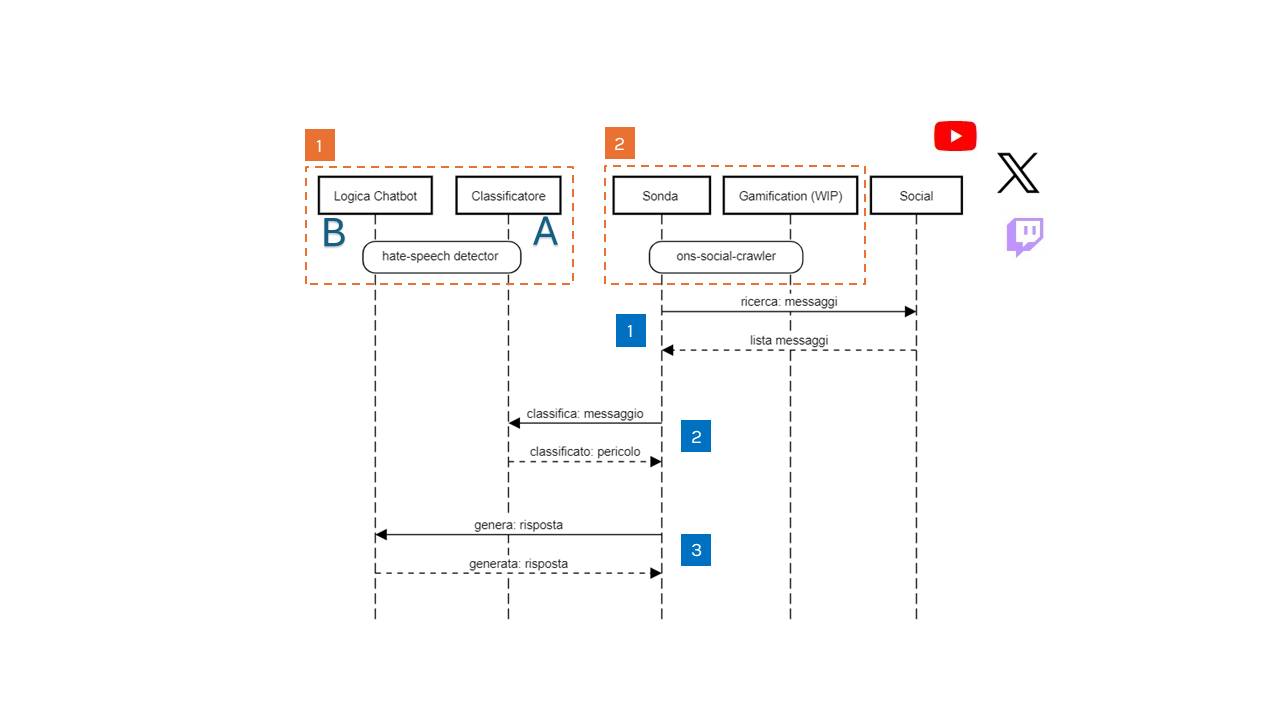 1
2
Logica Chatbot
Classificatore
Sonda
Gamification (WIP)
Social
B
A
hate-speech detector
ons-social-crawler
ricerca: messaggi
1
lista messaggi
classifica: messaggio
2
classificato: pericolo
genera: risposta
3
generata: risposta